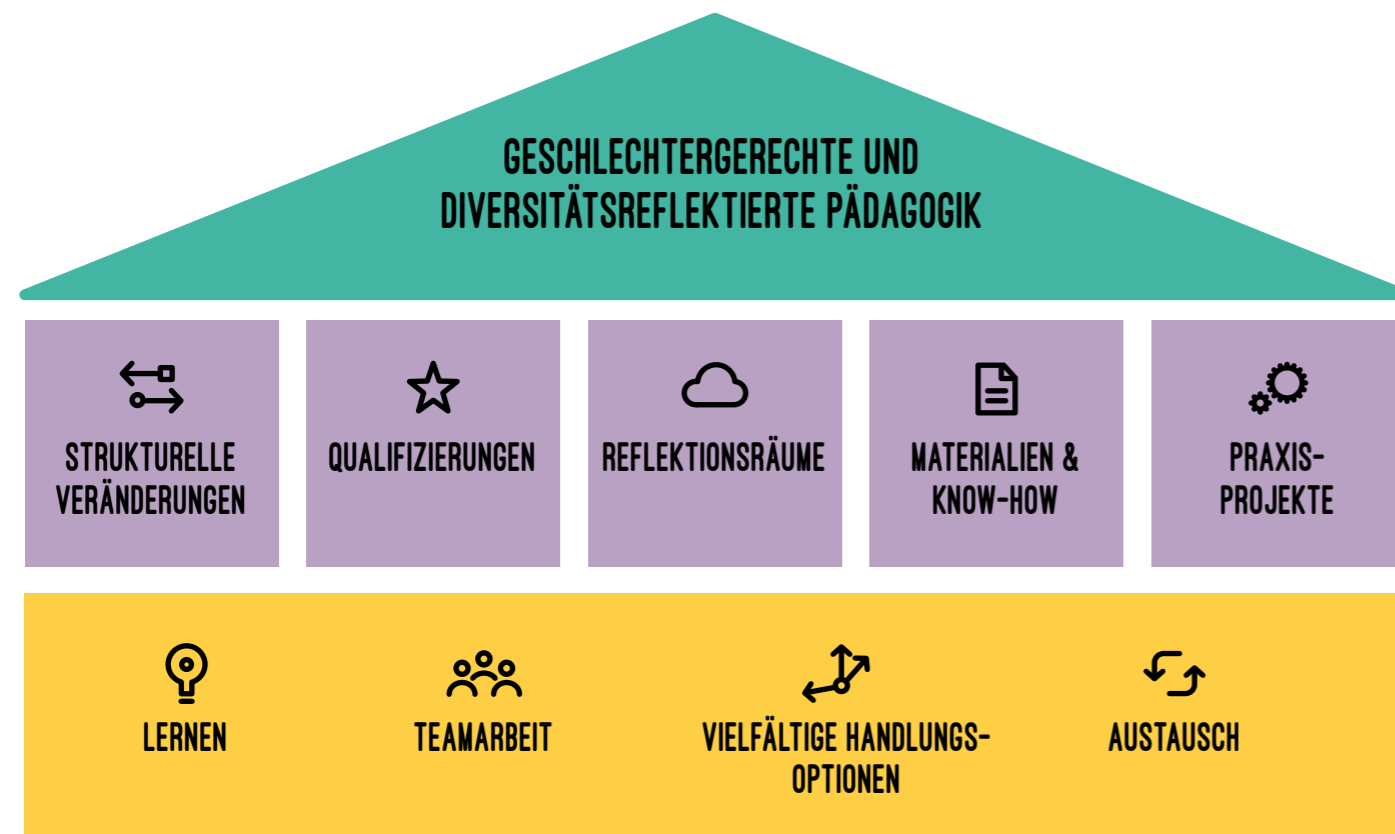 GESCHLECHTERGERECHTE UND
DIVERSITÄTSREFLEKTIERTE PÄDAGOGIK
STRUKTURELLE
VERÄNDERUNGEN
QUALIFIZIERUNGEN
REFLEKTIONSRÄUME
MATERIALIEN &
KNOW-HOW
PRAXIS-
PROJEKTE
LERNEN
TEAMARBEIT
VIELFÄLTIGE HANDLUNGS-
OPTIONEN
AUSTAUSCH